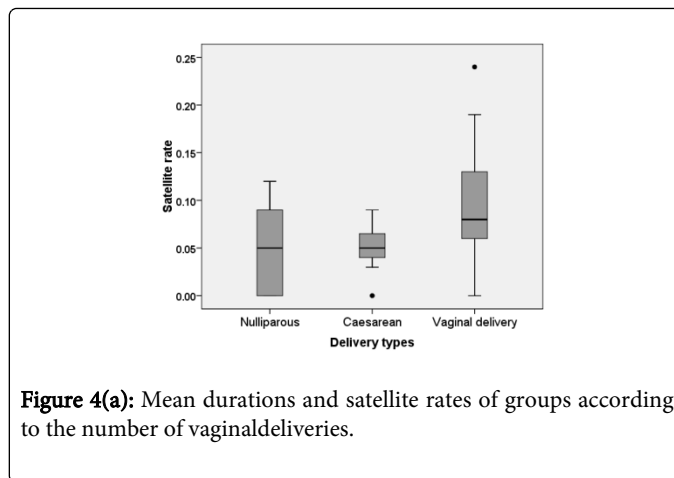 0.25
0.20
0.15
0.10
0.05
0.00
Satellite rate
Nulliparous Caesarean Vaginal delivery
Delivery types
Figure 4(a): Mean durations and satellite rates of groups according
to the number of vaginaldeliveries.